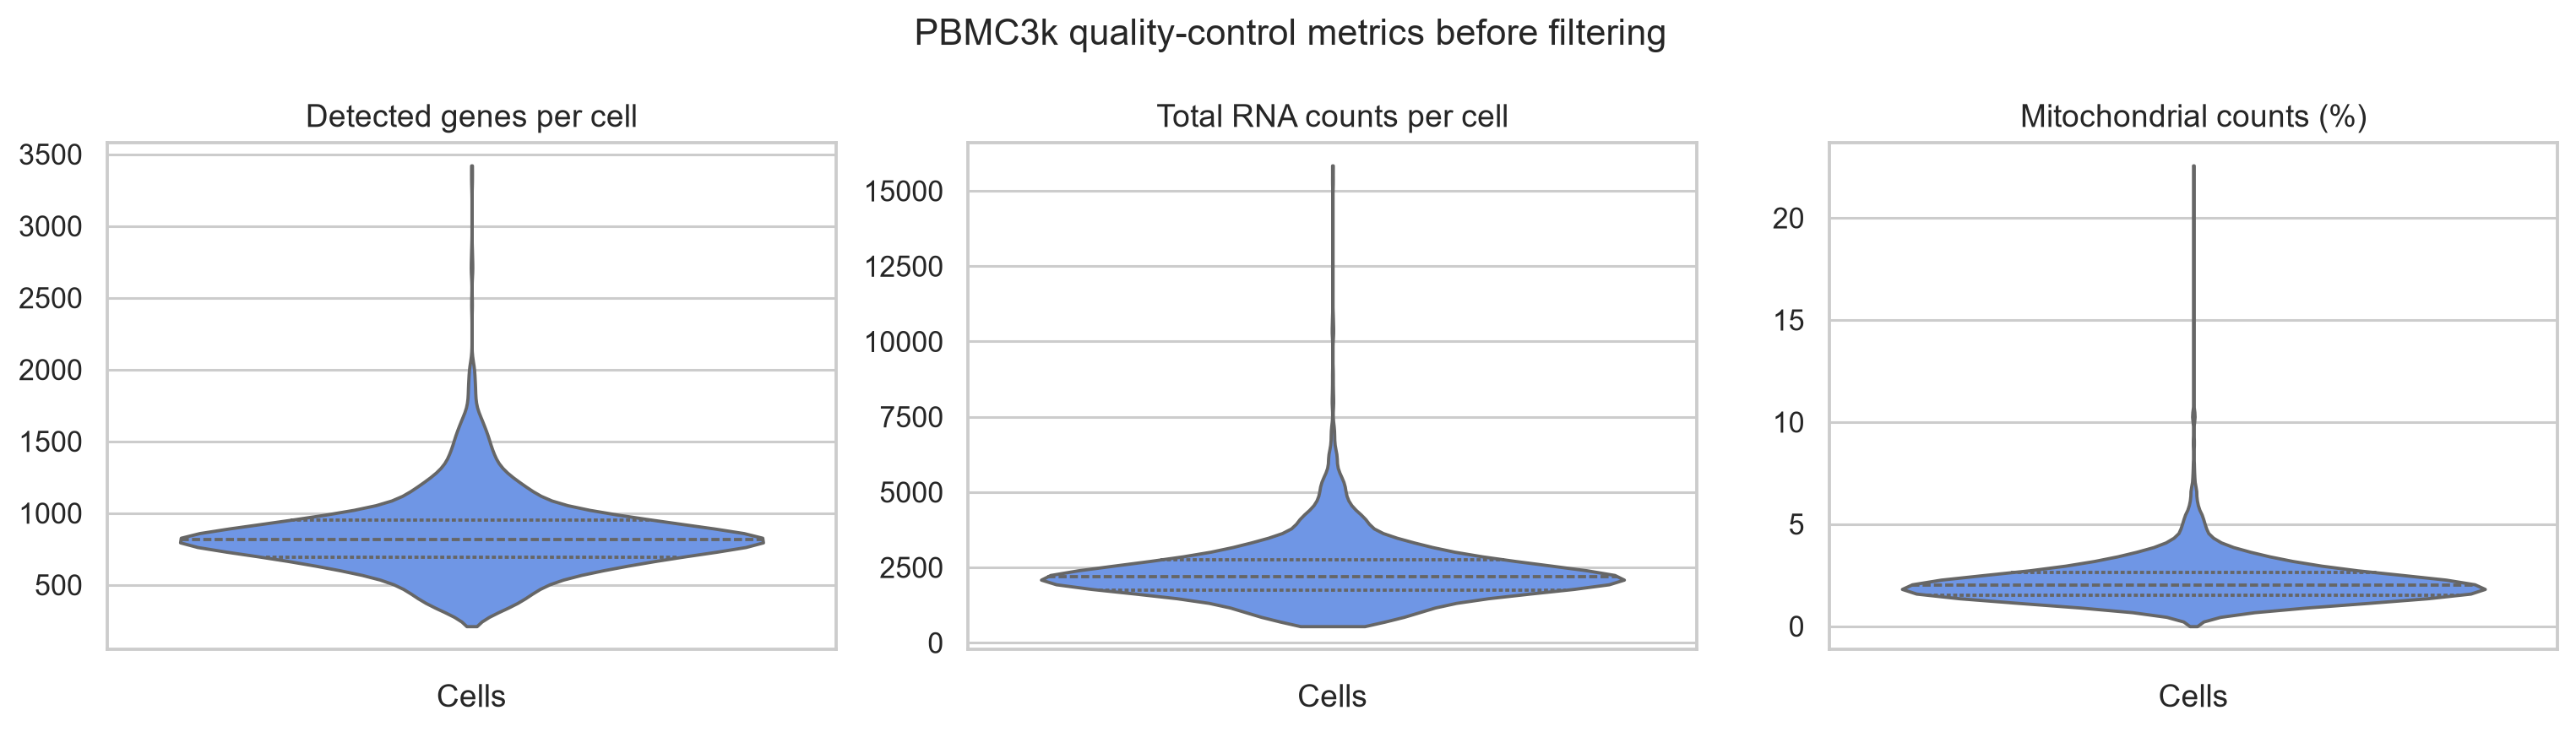 PBMC3k quality-control metrics before filtering
Detected genes per cell
3500
3000
2500
2000
1500
1000
500
Cells
Total RNA counts per cell
15000
12500
10000
7500
5000
2500
0
Cells
Mitochondrial counts (%)
20
15
10
5
0
Cells